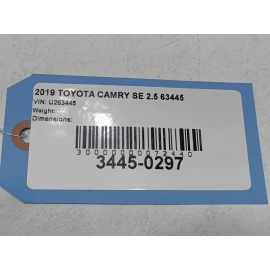 2019 TOYOTA CAMRY SE 2.5 63445
VIN: U263445
Weight:
Dimensions:
3000000072440
3445-0297